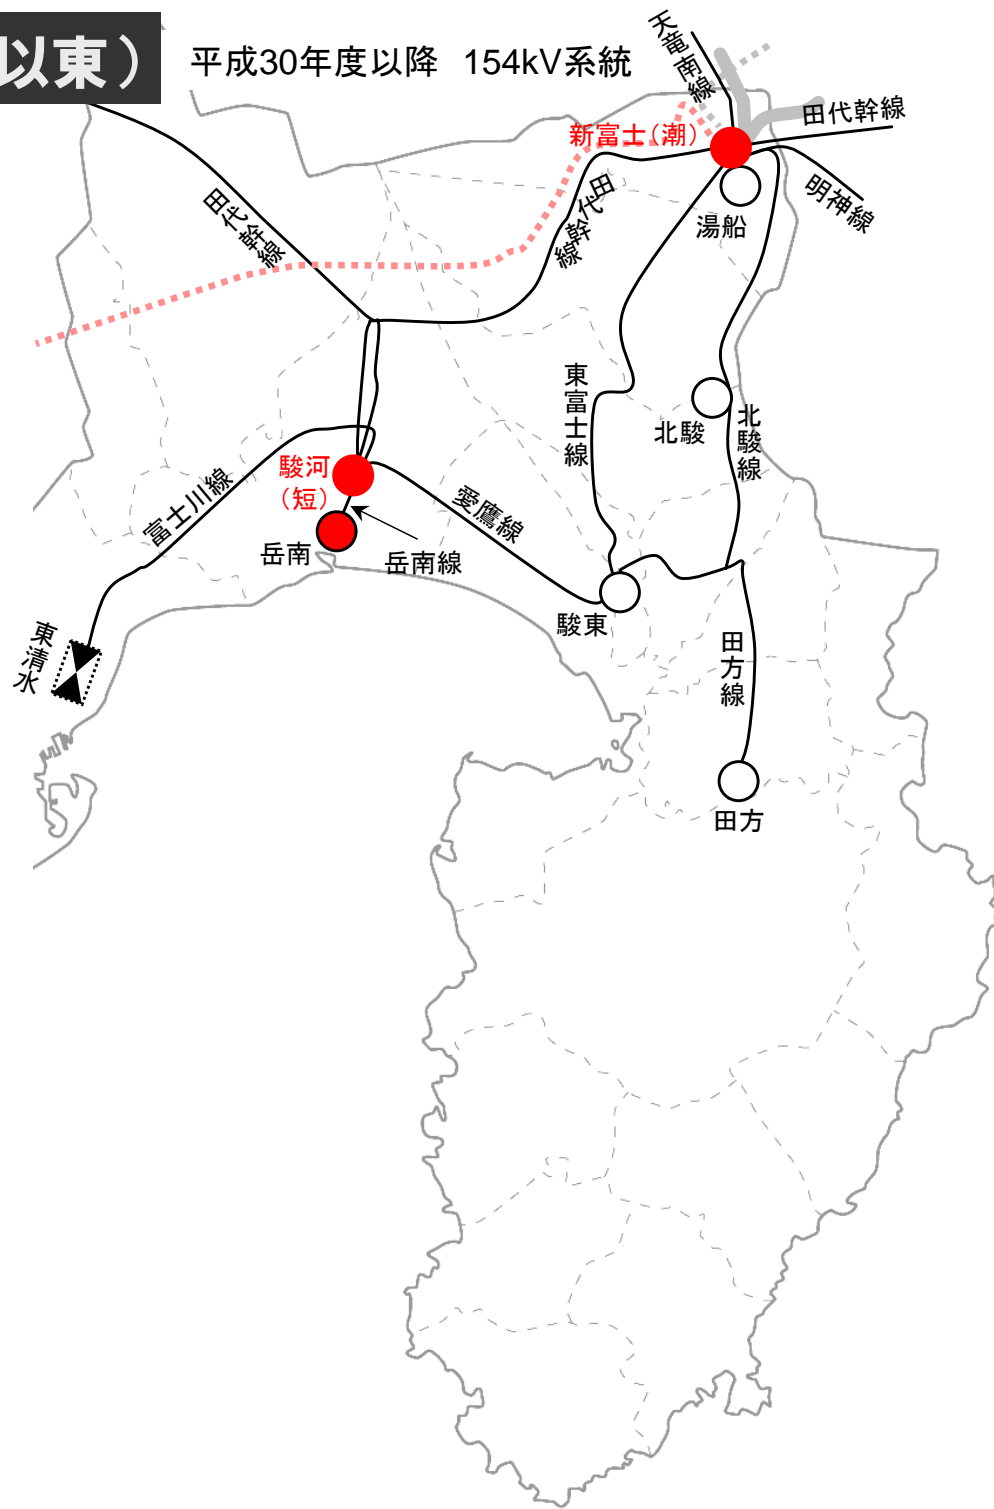 以東）
平成30年度以降 154kV系統
天竜南線
田代幹線
新富士（潮）
明神線
湯船
田代幹線
田代幹線
東富士線
北駿
北駿線
駿河
（短）
富士川線
愛鷹線
岳南
岳南線
駿東
東清水
田方線
田方